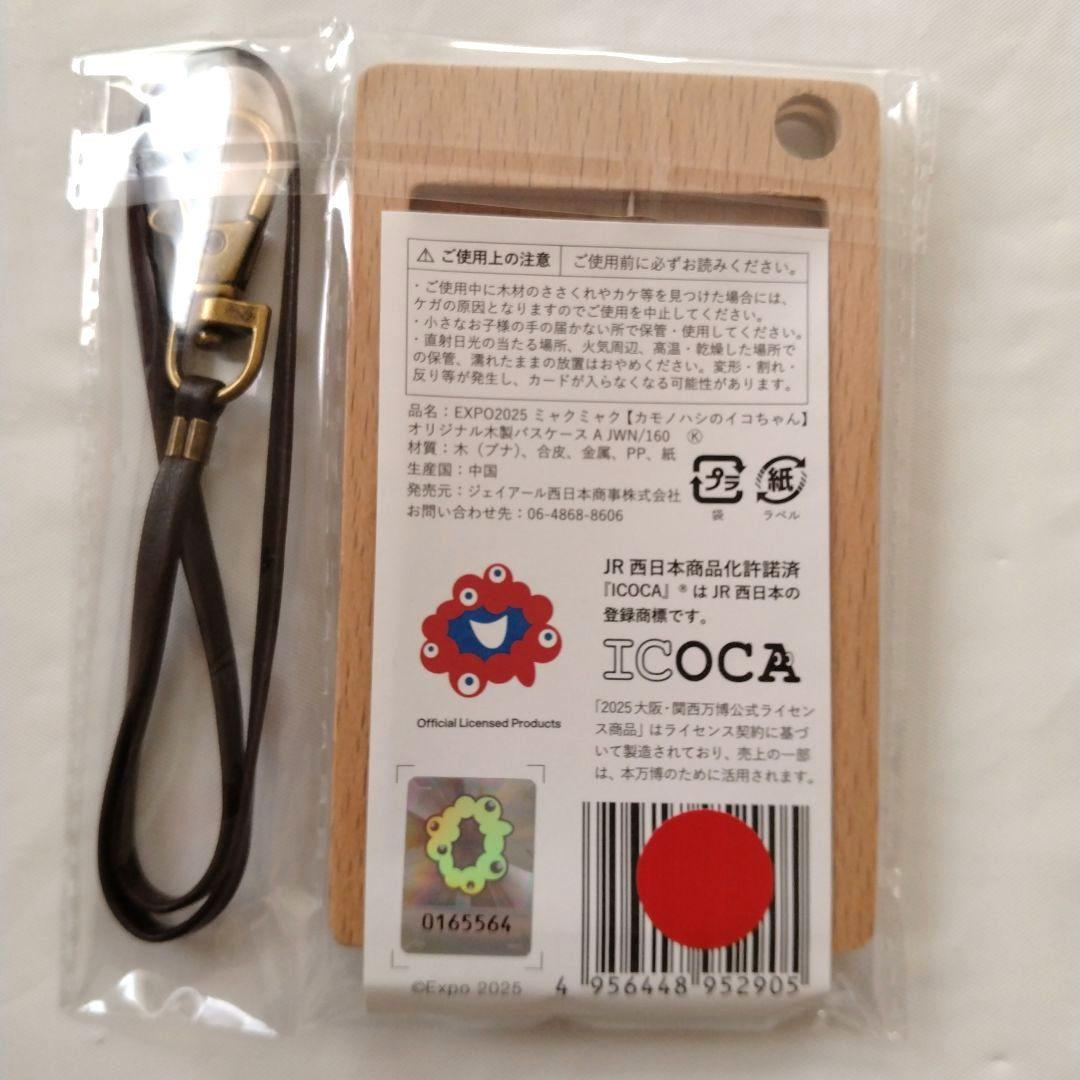 ⚠ ご使用上の注意 ご使用前に必ずお読みください。
・ご使用中に木材のささくれやカケ等を見つけた場合には、
ケガの原因となりますのでご使用を中止してください。
・小さなお子様の手の届かない所で保管・使用してください。
・直射日光の当たる場所、火気周辺、高温・乾燥した場所で
の保管、濡れたままの放置はおやめください。変形・割れ・
反り等が発生し、カードが入らなくなる可能性があります。
品名：EXPO2025 ミャクミャク【カモノハシのイコちゃん】
オリジナル木製パスケース A JWN/160 Ⓚ
材質：木（ブナ）、合皮、金属、PP、紙
生産国：中国
発売元：ジェイアール西日本商事株式会社
お問い合わせ先：06-4868-8606
プラ
袋
紙
ラベル
JR 西日本商品化許諾済
『ICOCA』® は JR 西日本の
登録商標です。
ICOCA
Official Licensed Products
「2025 大阪・関西万博公式ライセン
ス商品」はライセンス契約に基づ
いて製造されており、売上の一部
は、本万博のために活用されます。
0165564
©Expo 2025
4 956448 952905